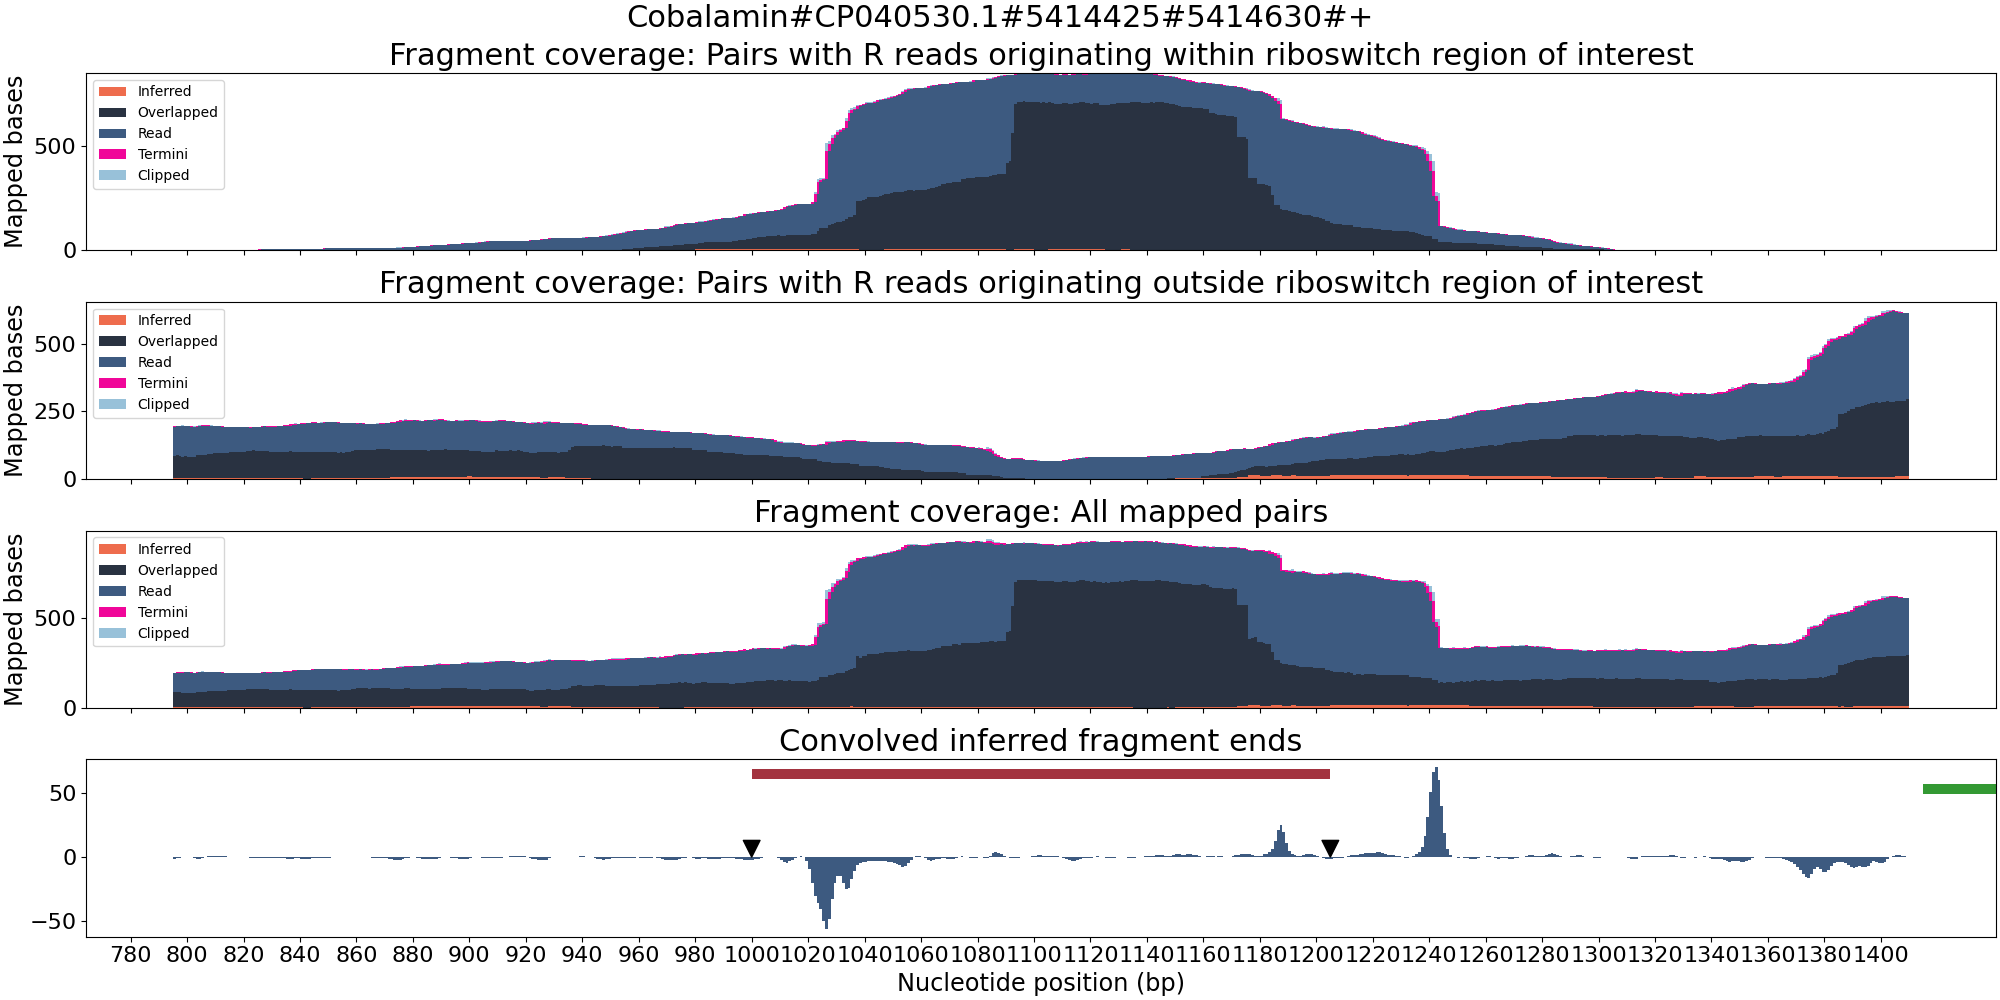 Cobalamin#CP040530.1#5414425#5414630#+
Fragment coverage: Pairs with R reads originating within riboswitch region of interest
Mapped bases
500
0
Inferred
Overlapped
Read
Termini
Clipped
Fragment coverage: Pairs with R reads originating outside riboswitch region of interest
Mapped bases
500
250
0
Inferred
Overlapped
Read
Termini
Clipped
Fragment coverage: All mapped pairs
Mapped bases
500
0
Inferred
Overlapped
Read
Termini
Clipped
Convolved inferred fragment ends
50
0
−50
780 800 820 840 860 880 900 920 940 960 980 1000 1020 1040 1060 1080 1100 1120 1140 1160 1180 1200 1220 1240 1260 1280 1300 1320 1340 1360 1380 1400
Nucleotide position (bp)